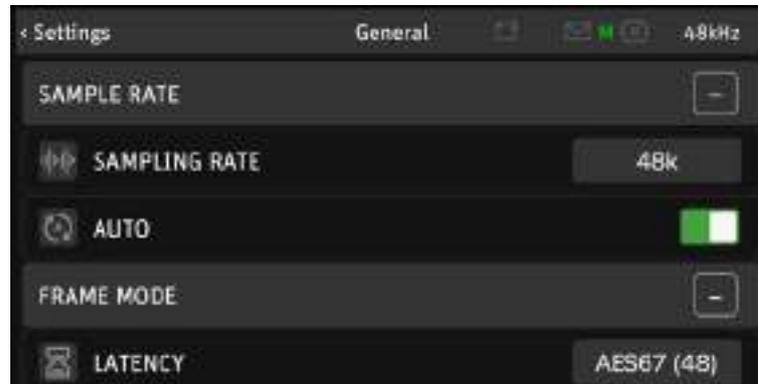 ‹ Settings General M 48kHz
SAMPLE RATE -
SAMPLING RATE 48k
AUTO
FRAME MODE -
LATENCY AES67 (48)